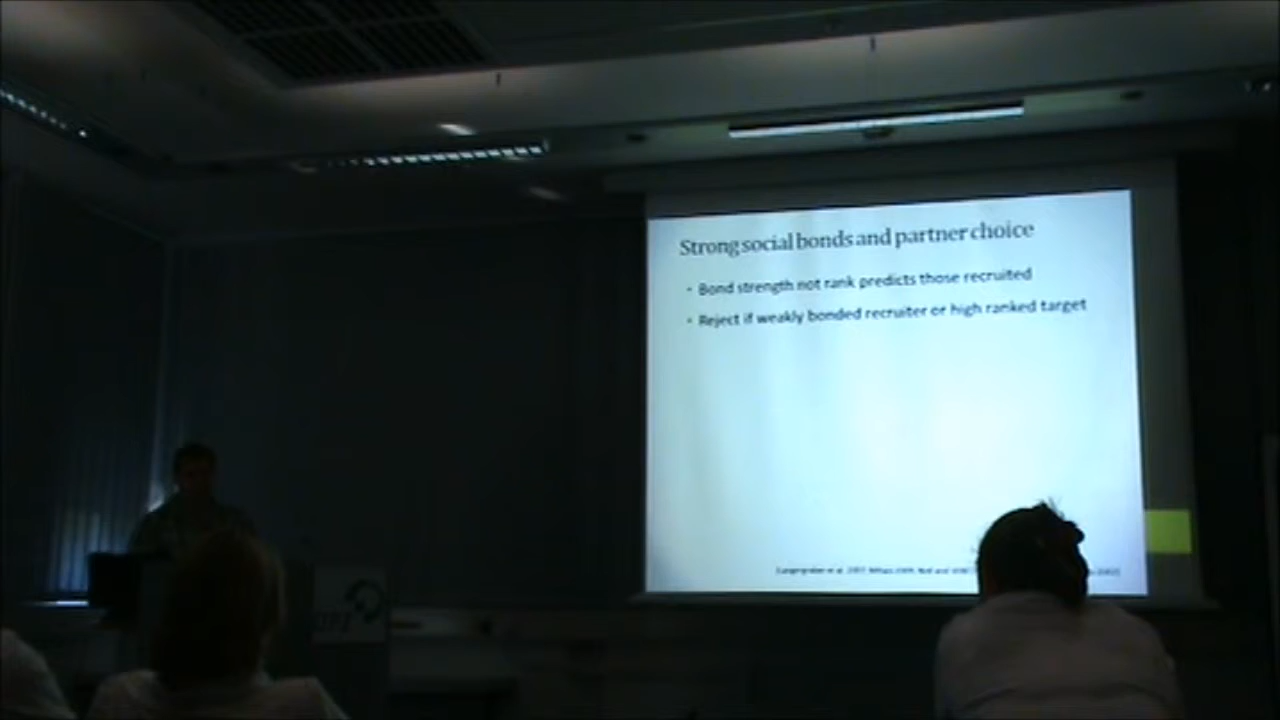 Strong social bonds and partner choice
• Bond strength not rank predicts those recruited
• Reject if weakly bonded recruiter or high ranked target